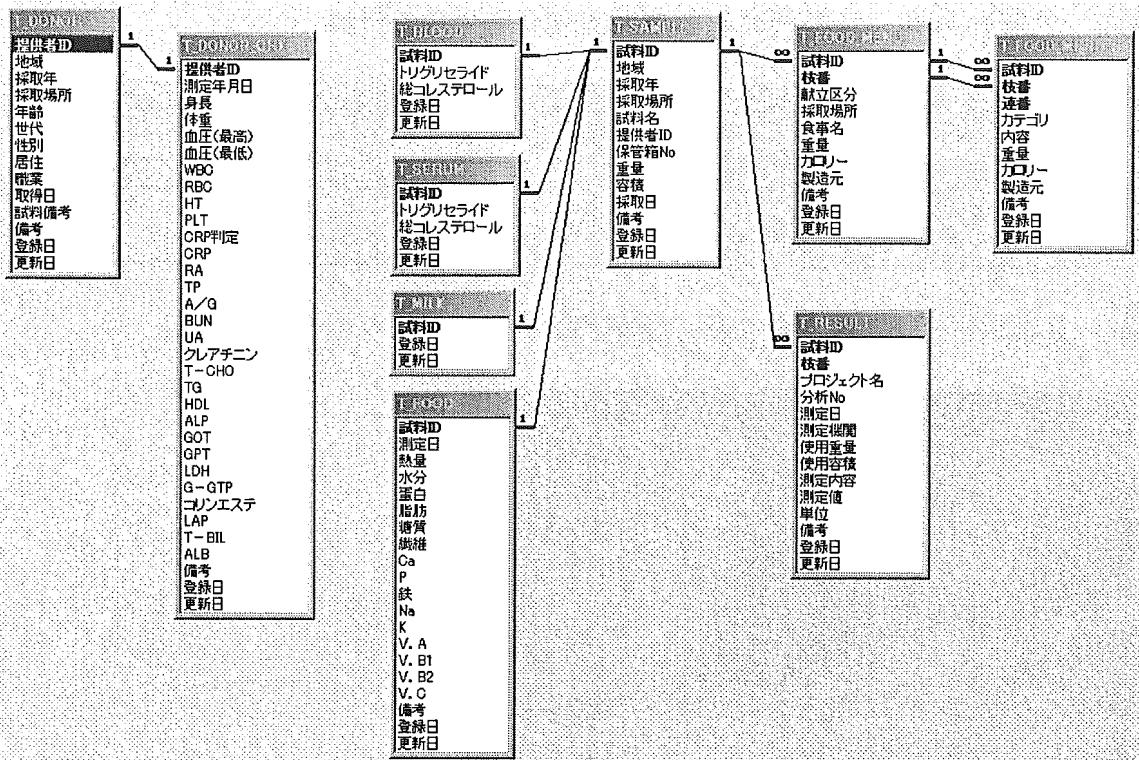 T_DONOR
提供者ID
地域
採取年
採取場所
年齢
世代
性別
居住
職業
取得日
試料備考
備考
登録日
更新日
1
1
提供者ID
測定年月日
身長
体重
血圧(最高)
血圧(最低)
WBC
RBC
HT
PLT
CRP判定
CRP
RA
TP
A/G
BUN
UA
クレアチニン
T-CHO
TG
HDL
ALP
GOT
GPT
LDH
G-GTP
コリンエステ
LAP
T-BIL
ALB
備考
登録日
更新日
T_BLOOD
試料ID
トリグリセライド
総コレステロール
登録日
更新日
1
T_SERUM
試料ID
トリグリセライド
総コレステロール
登録日
更新日
1
T_MILK
試料ID
登録日
更新日
1
T_FOOD
試料ID
測定日
熱量
水分
蛋白
脂肪
糖質
繊維
Ca
P
鉄
Na
K
V.A
V.B1
V.B2
V.C
備考
登録日
更新日
1
1
T_SAMPLE
試料ID
地域
採取年
採取場所
試料名
提供者ID
保管箱No
重量
容積
採取日
備考
登録日
更新日
1
∞
T_FOOD_MENU
試料ID
枝番
献立区分
採取場所
食事名
重量
カロリー
製造元
備考
登録日
更新日
1
1
∞
∞
試料ID
枝番
連番
カテゴリ
内容
重量
カロリー
製造元
備考
登録日
更新日
∞
T_RESULT
試料ID
枝番
プロジェクト名
分析No
測定日
測定機関
使用重量
使用容積
測定内容
測定値
単位
備考
登録日
更新日